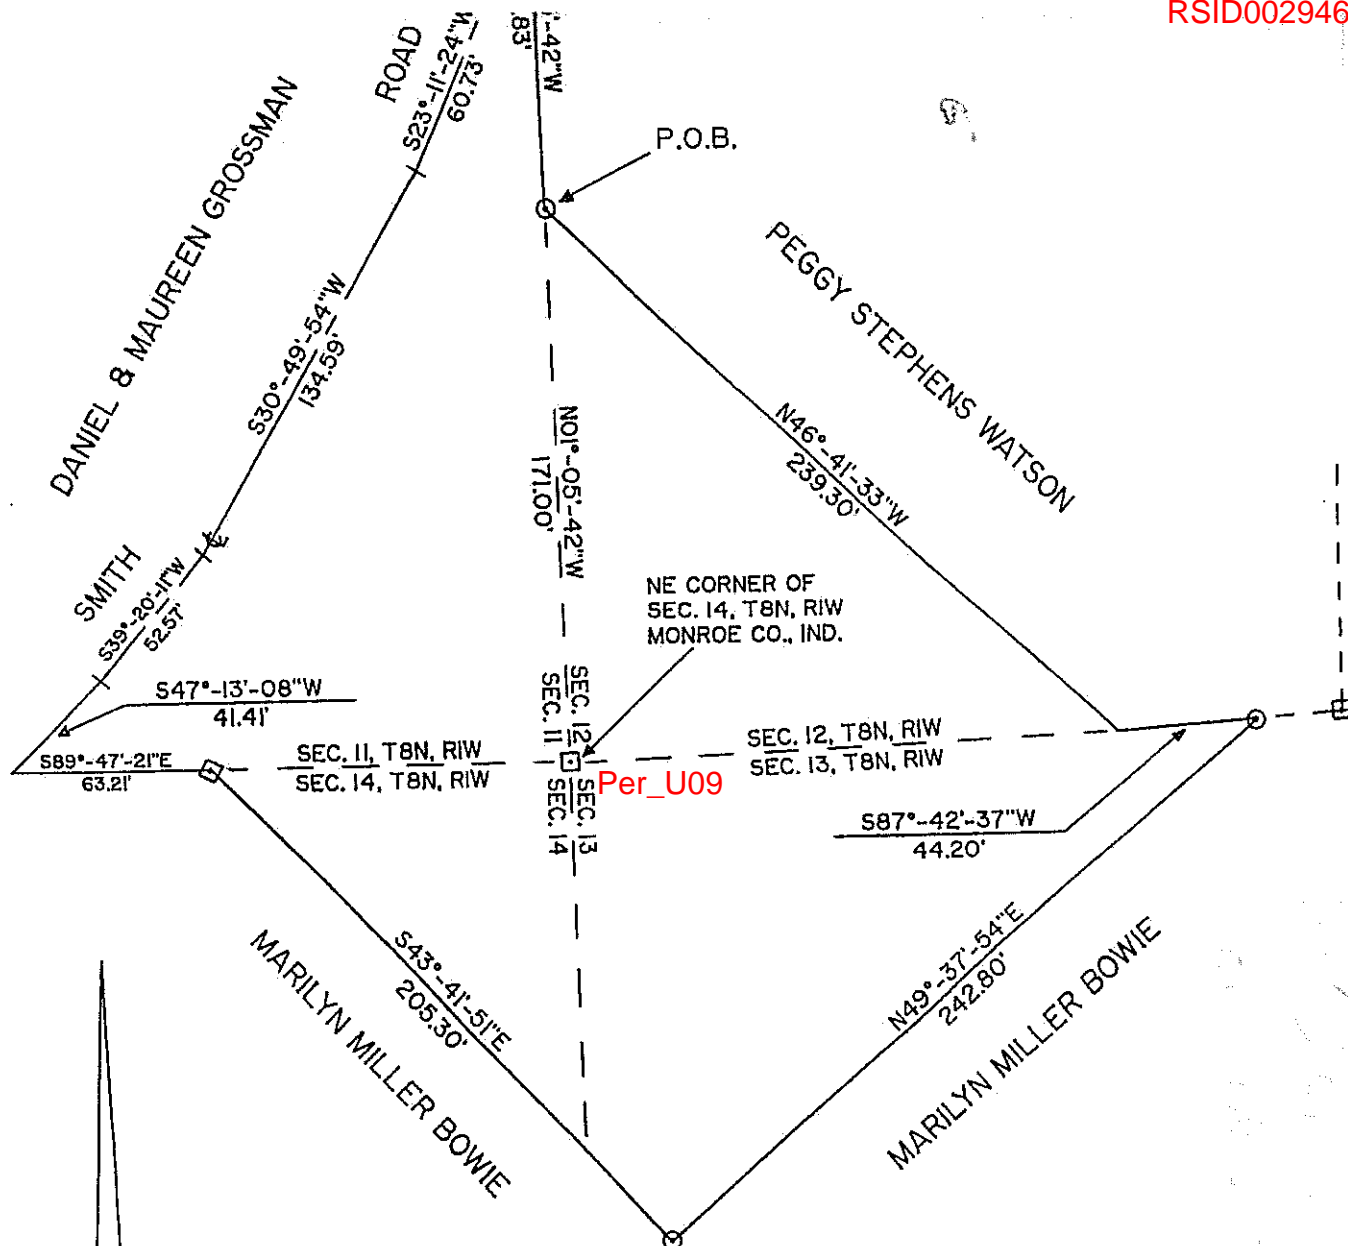 RSID002946
ROAD
S23°-11'-24"W
60.73'
'-42"W
.83'
P.O.B.
DANIEL & MAUREEN GROSSMAN
PEGGY STEPHENS WATSON
S30°-49'-54"W
134.59'
N01°-05'-42"W
171.00'
N46°-41'-33"W
239.30'
SMITH
S39°-20'-11"W
52.57'
NE CORNER OF
SEC. 14, T8N, R1W
MONROE CO., IND.
S47°-13'-08"W
41.41'
SEC. 12
SEC. 11
S89°-47'-21"E
63.21'
SEC. 11, T8N, R1W
SEC. 14, T8N, R1W
SEC. 12, T8N, R1W
SEC. 13, T8N, R1W
Per_U09
SEC. 13
SEC. 14
S87°-42'-37"W
44.20'
S43°-41'-51"E
205.30'
N49°-37'-54"E
242.80'
MARILYN MILLER BOWIE
MARILYN MILLER BOWIE